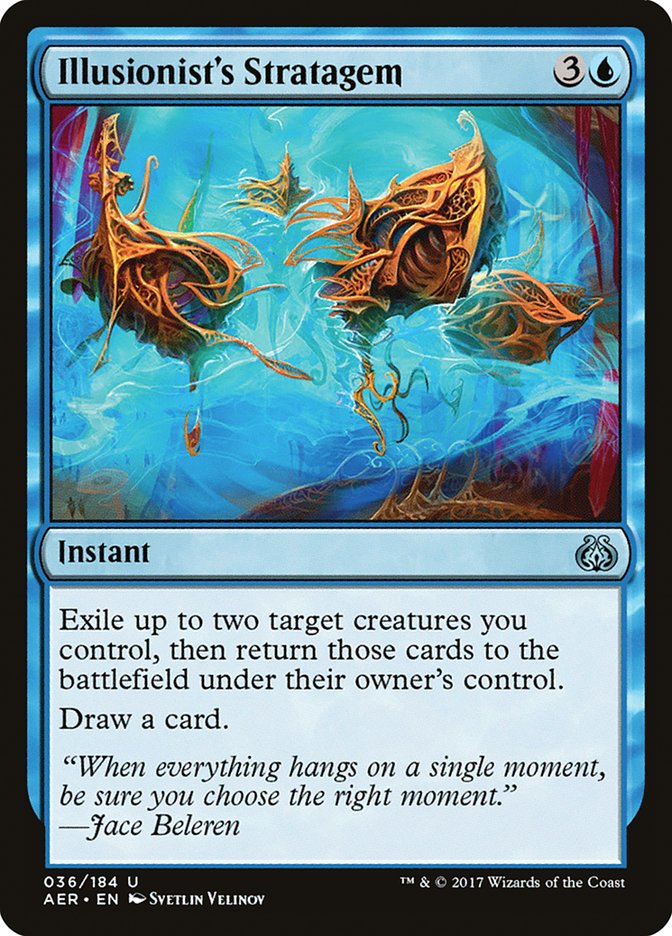 Illusionist's Stratagem 3
Instant
Exile up to two target creatures you
control, then return those cards to the
battlefield under their owner's control.
Draw a card.
“When everything hangs on a single moment,
be sure you choose the right moment.”
—Jace Beleren
036/184 U
™ & © 2017 Wizards of the Coast
AER • EN Svetlin Velinov